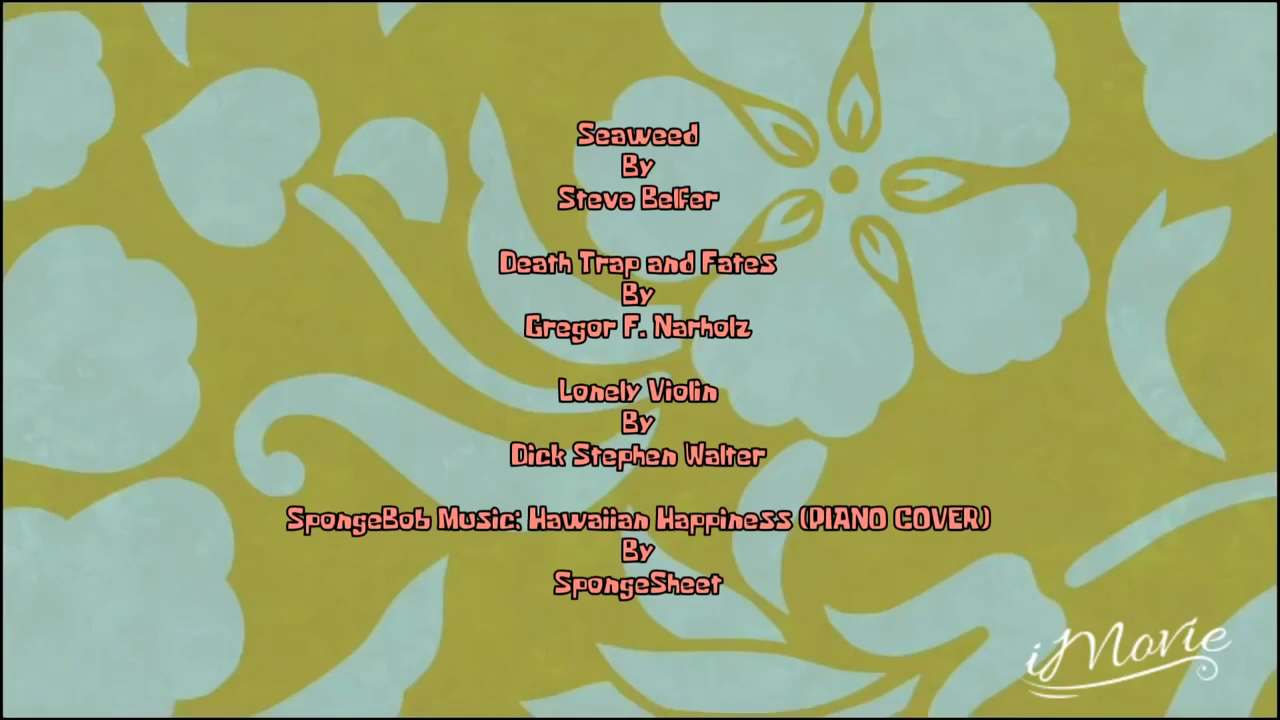 Seaweed
By
Steve Belfer
Death Trap and Fates
By
Gregor F. Narholz
Lonely Violin
By
Dick Stephen Walter
SpongeBob Music: Hawaiian Happiness (PIANO COVER)
By
SpongeSheet
iMovie